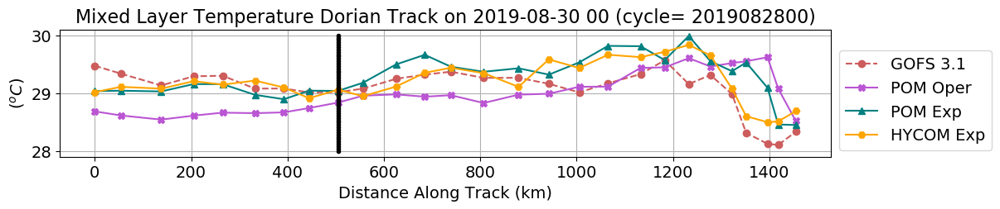 Mixed Layer Temperature Dorian Track on 2019-08-30 00 (cycle= 2019082800)
30
29
28
(°C)
0 200 400 600 800 1000 1200 1400
Distance Along Track (km)
GOFS 3.1
POM Oper
POM Exp
HYCOM Exp